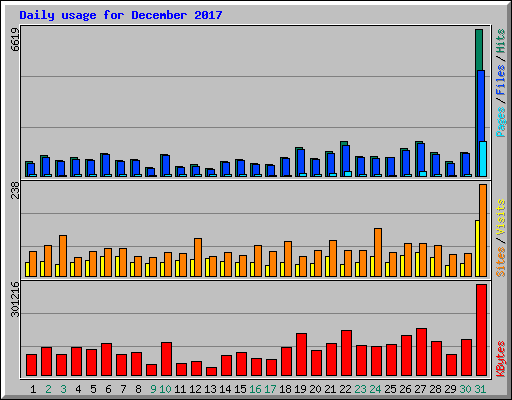 Daily usage for December 2017
6619
Pages / Files / Hits
238
Sites / Visits
301216
KBytes
1 2 3 4 5 6 7 8 9 10 11 12 13 14 15 16 17 18 19 20 21 22 23 24 25 26 27 28 29 30 31